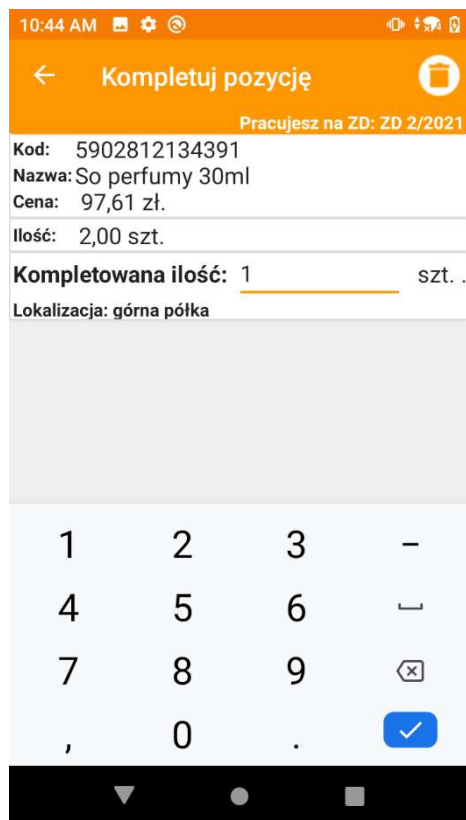 10:44 AM
Kompletuj pozycję
Pracujesz na ZD: ZD 2/2021
Kod: 5902812134391
Nazwa: So perfumy 30ml
Cena: 97,61 zł.
Ilość: 2,00 szt.
Kompletowana ilość: 1 szt. .
Lokalizacja: górna półka
1 2 3 –
4 5 6
7 8 9
, 0 .